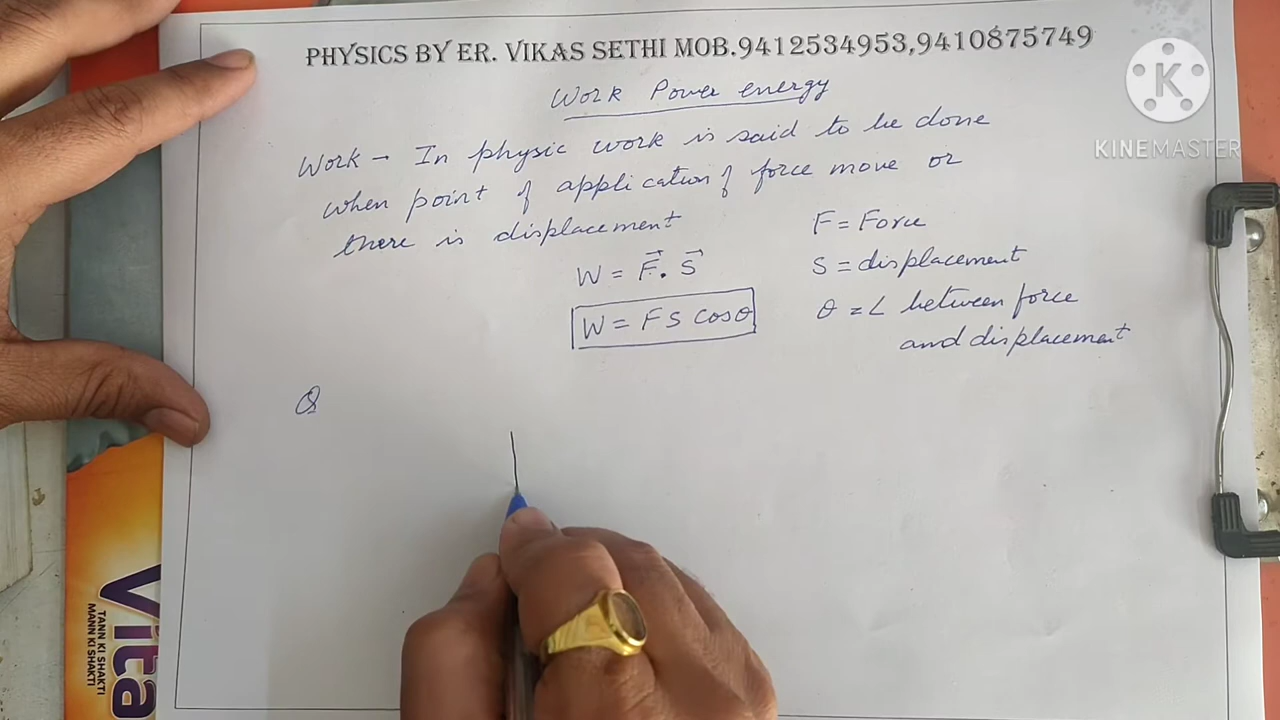 PHYSICS BY ER. VIKAS SETHI MOB.9412534953,9410875749
K
KINEMASTER
Work Power energy
Work – In physic work is said to be done
when point of application of force move or
there is displacement
W = F⃗ . S⃗
W = F S cosθ
F = Force
S = displacement
θ = ∠ between force
and displacement
Q
Vita
TANN KI SHAKTI
MANN KI SHAKTI